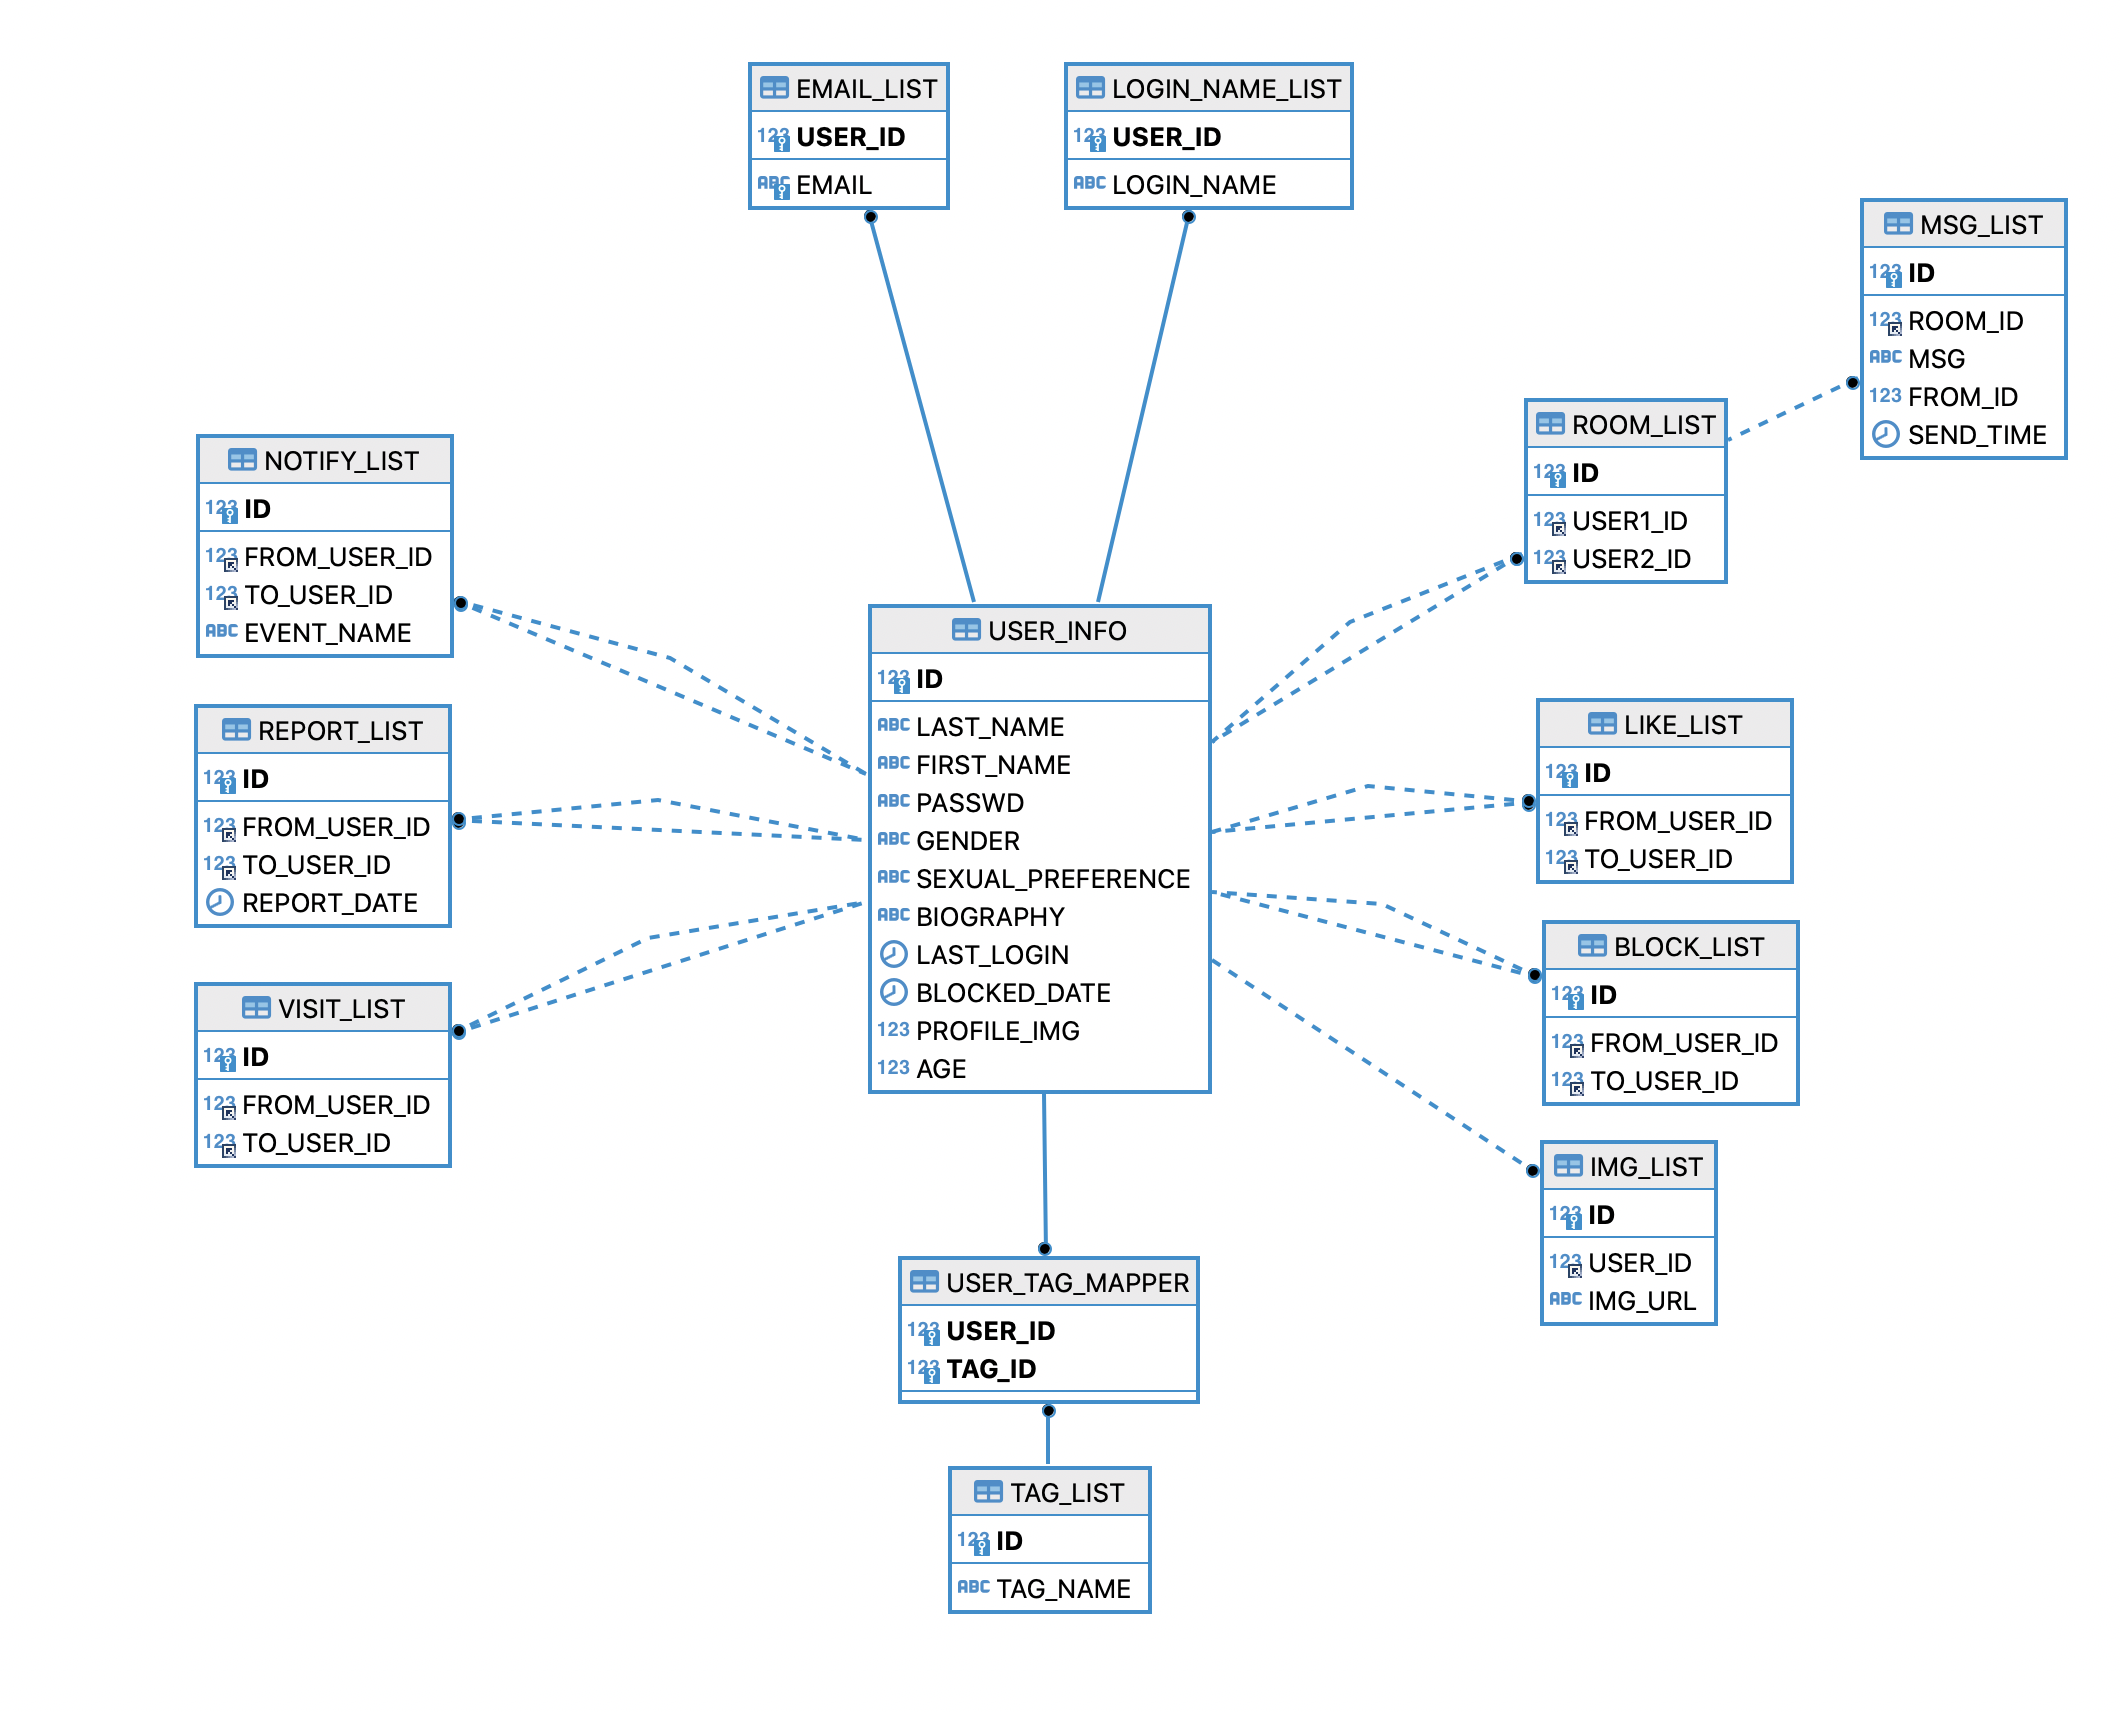 EMAIL_LIST
123 USER_ID
ABC EMAIL
LOGIN_NAME_LIST
123 USER_ID
ABC LOGIN_NAME
MSG_LIST
123 ID
123 ROOM_ID
ABC MSG
123 FROM_ID
SEND_TIME
ROOM_LIST
123 ID
123 USER1_ID
123 USER2_ID
NOTIFY_LIST
123 ID
123 FROM_USER_ID
123 TO_USER_ID
ABC EVENT_NAME
USER_INFO
123 ID
ABC LAST_NAME
ABC FIRST_NAME
ABC PASSWD
ABC GENDER
ABC SEXUAL_PREFERENCE
ABC BIOGRAPHY
LAST_LOGIN
BLOCKED_DATE
123 PROFILE_IMG
123 AGE
REPORT_LIST
123 ID
123 FROM_USER_ID
123 TO_USER_ID
REPORT_DATE
LIKE_LIST
123 ID
123 FROM_USER_ID
123 TO_USER_ID
BLOCK_LIST
123 ID
123 FROM_USER_ID
123 TO_USER_ID
VISIT_LIST
123 ID
123 FROM_USER_ID
123 TO_USER_ID
IMG_LIST
123 ID
123 USER_ID
ABC IMG_URL
USER_TAG_MAPPER
123 USER_ID
123 TAG_ID
TAG_LIST
123 ID
ABC TAG_NAME